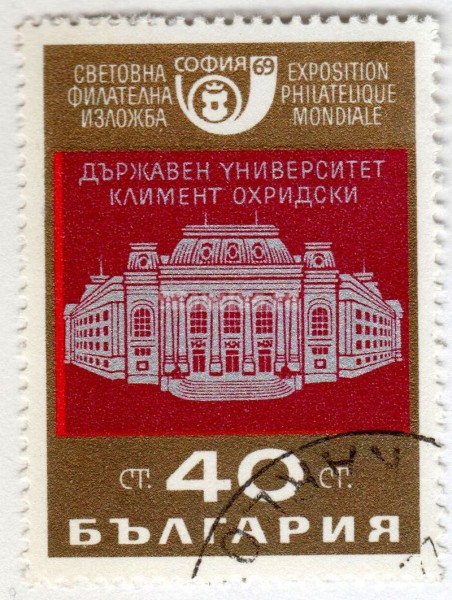 СОФИЯ 69
СВЕТОВНА
ФИЛАТЕЛНА
ИЗЛОЖБА
EXPOSITION
PHILATELIQUE
MONDIALE
ДЪРЖАВЕН УНИВЕРСИТЕТ
КЛИМЕНТ ОХРИДСКИ
СТ. 40 СТ.
БЪЛГАРИЯ